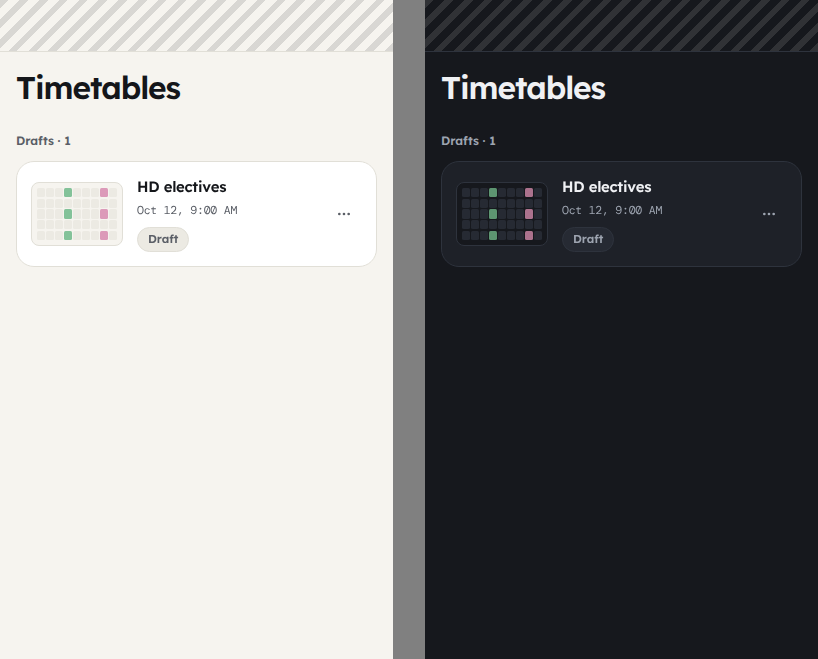 Timetables
Drafts · 1
HD electives
Oct 12, 9:00 AM
Draft
Timetables
Drafts · 1
HD electives
Oct 12, 9:00 AM
Draft